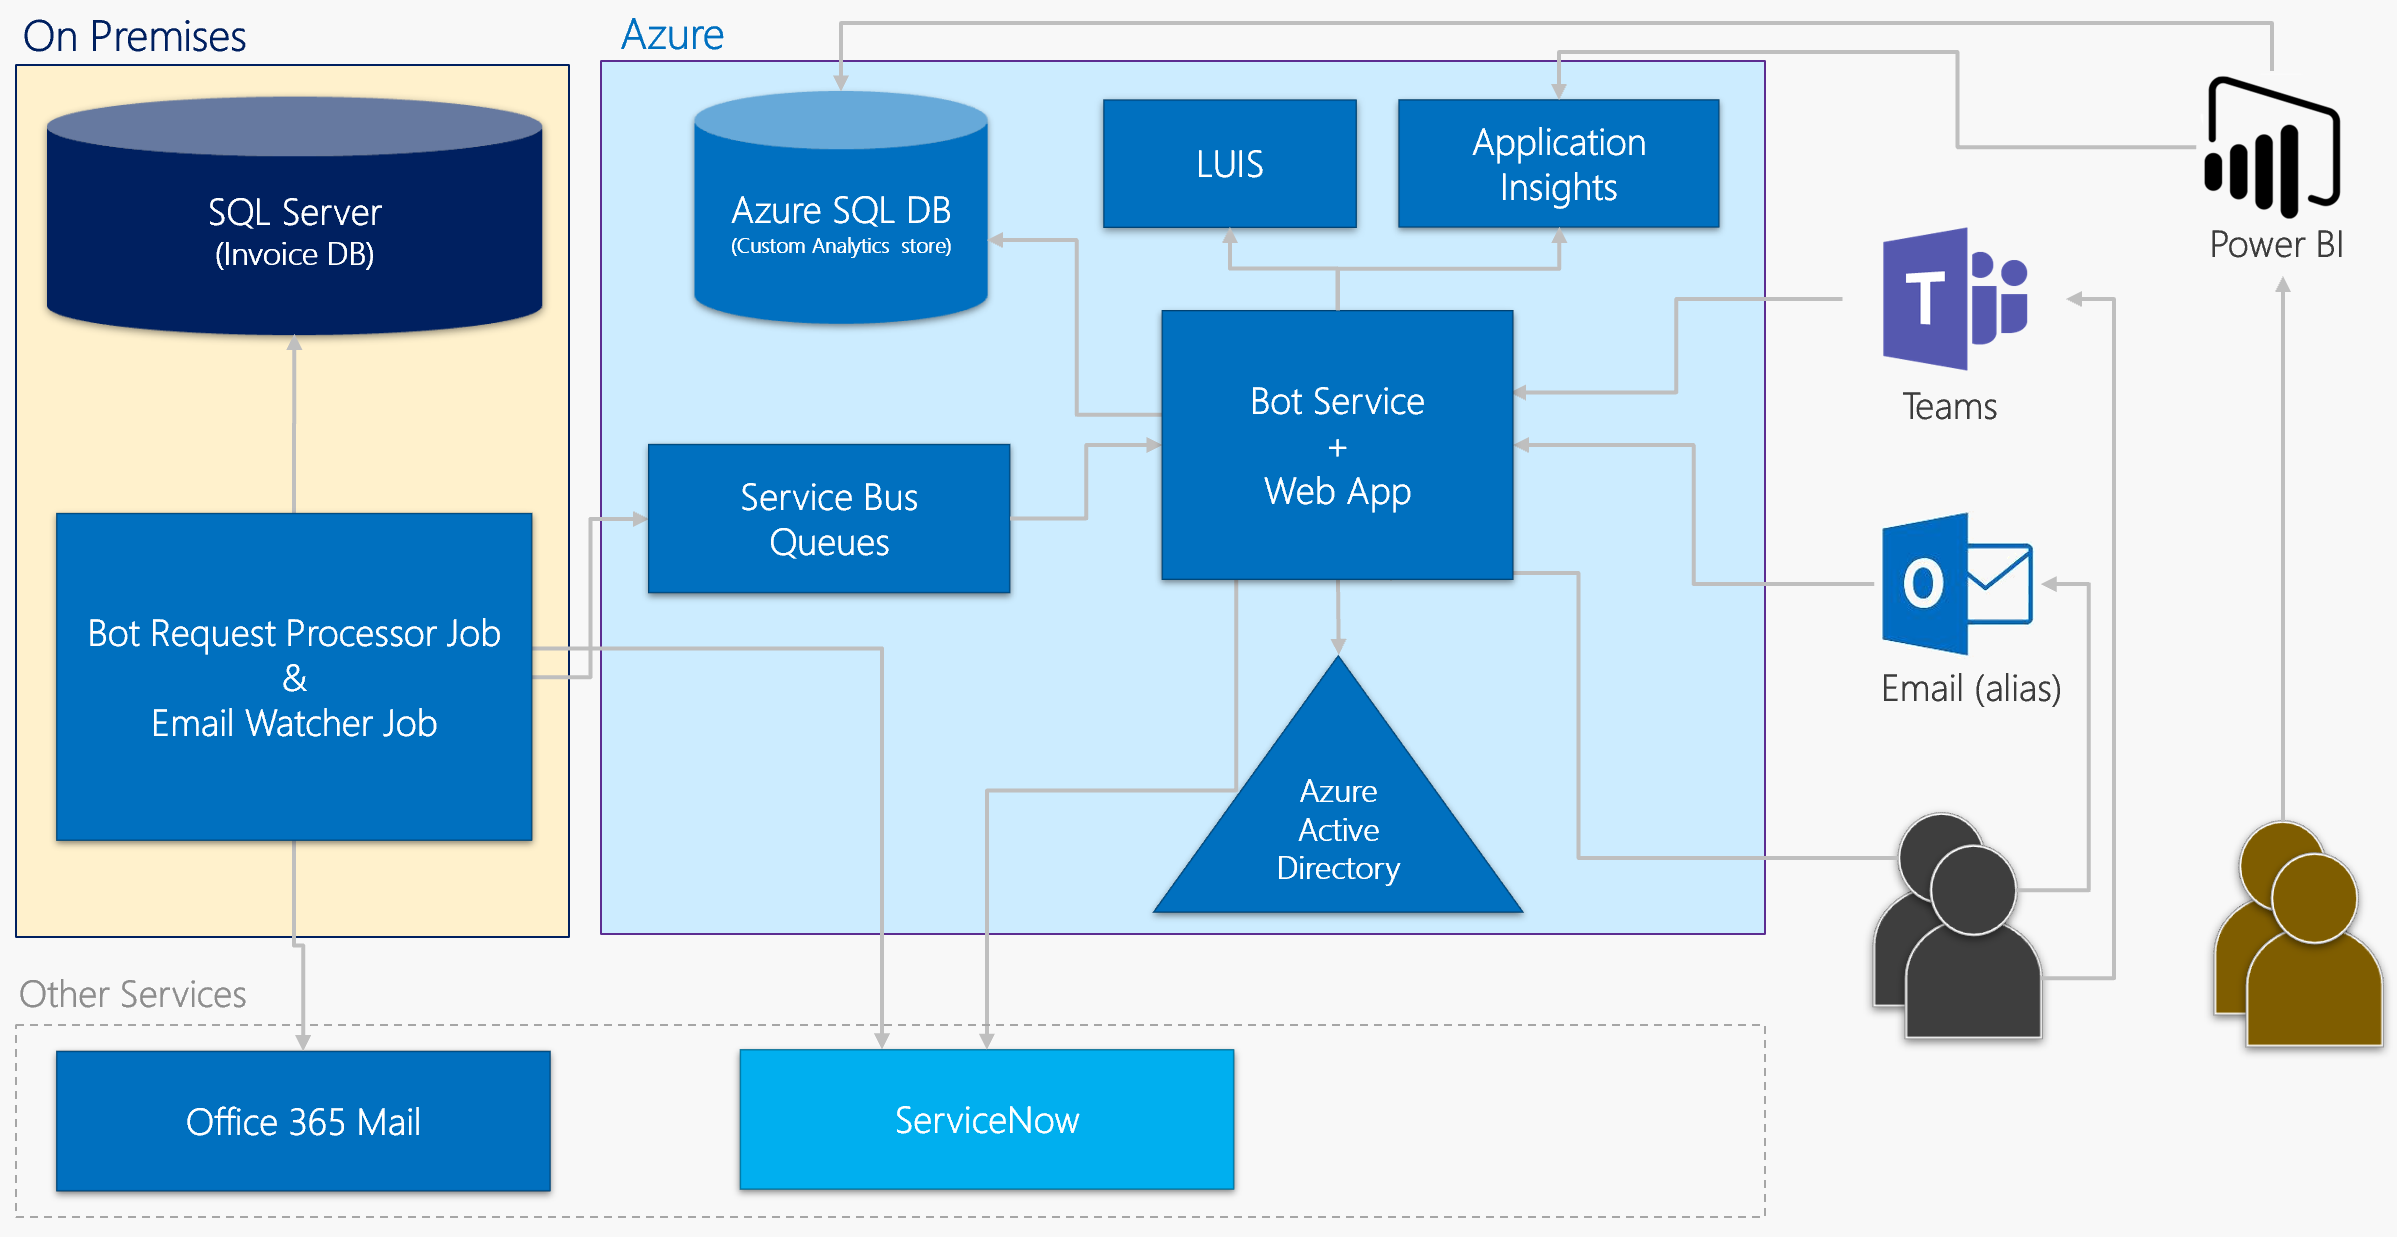 On Premises
Azure
SQL Server
(Invoice DB)
Azure SQL DB
(Custom Analytics store)
LUIS
Application
Insights
Power BI
T
Teams
Bot Service
+
Web App
Service Bus
Queues
Bot Request Processor Job
&
Email Watcher Job
O
Email (alias)
Azure
Active
Directory
Other Services
Office 365 Mail
ServiceNow